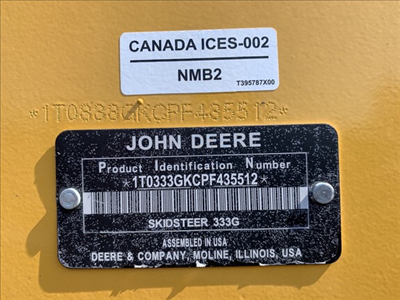 CANADA ICES-002
NMB2
T395787X00
*1T0333GKCPF435512*
JOHN DEERE
Product Identification Number
*1T0333GKCPF435512*
SKIDSTEER 333G
ASSEMBLED IN USA
DEERE & COMPANY, MOLINE, ILLINOIS, USA